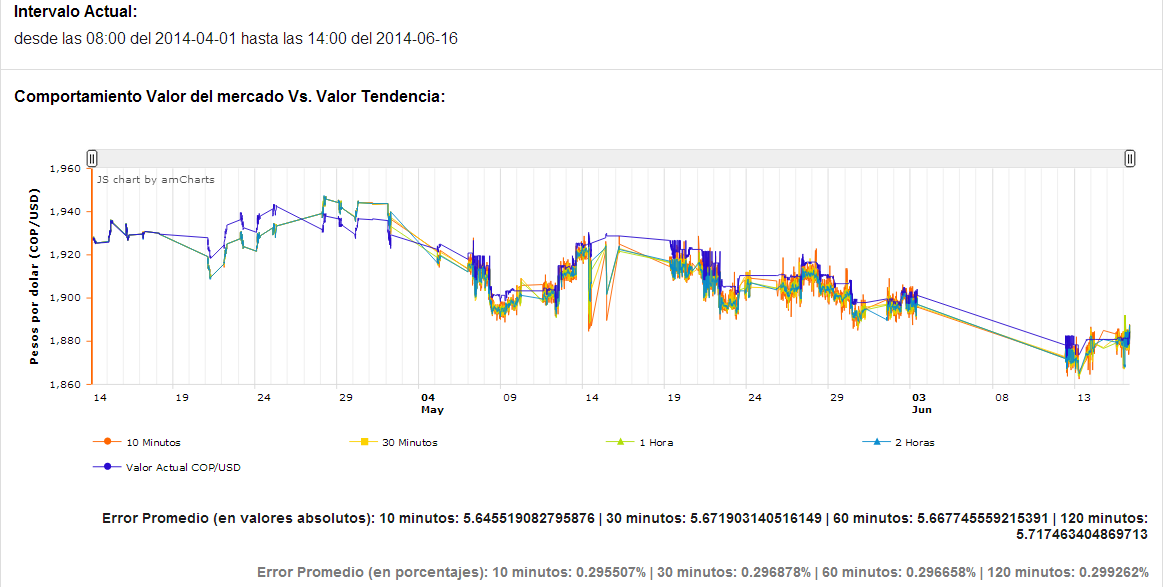 Intervalo Actual:
desde las 08:00 del 2014-04-01 hasta las 14:00 del 2014-06-16
Comportamiento Valor del mercado Vs. Valor Tendencia:
JS chart by amCharts
Pesos por dolar (COP/USD)
1,960
1,940
1,920
1,900
1,880
1,860
14 19 24 29 04 09 14 19 24 29 03 08 13
May Jun
10 Minutos 30 Minutos 1 Hora 2 Horas
Valor Actual COP/USD
Error Promedio (en valores absolutos): 10 minutos: 5.645519082795876 | 30 minutos: 5.671903140516149 | 60 minutos: 5.667745559215391 | 120 minutos:
5.717463404869713
Error Promedio (en porcentajes): 10 minutos: 0.295507% | 30 minutos: 0.296878% | 60 minutos: 0.296658% | 120 minutos: 0.299262%